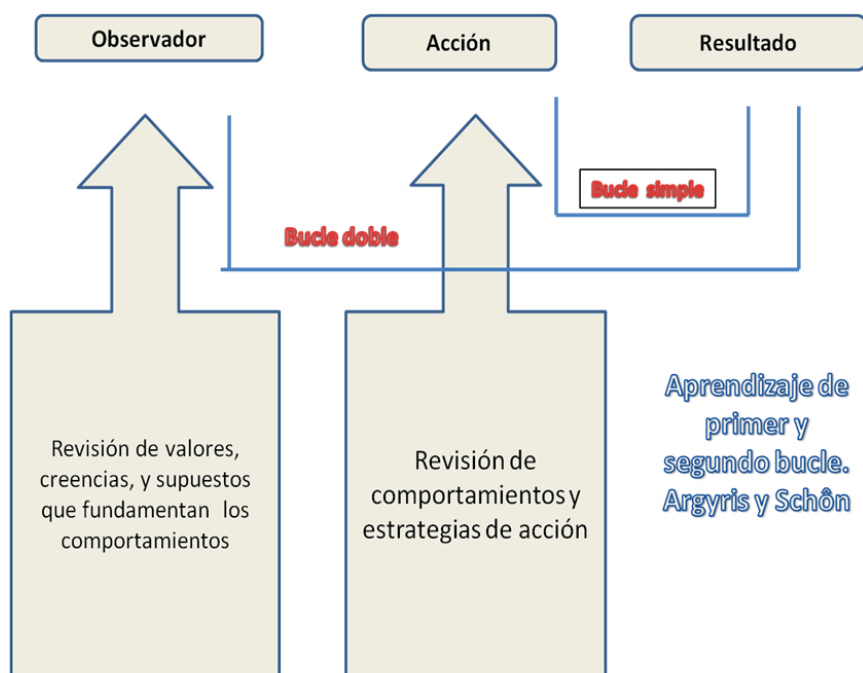 Observador
Acción
Resultado
Bucle simple
Bucle doble
Revisión de valores,
creencias, y supuestos
que fundamentan los
comportamientos
Revisión de
comportamientos y
estrategias de acción
Aprendizaje de
primer y
segundo bucle.
Argyris y Schôn